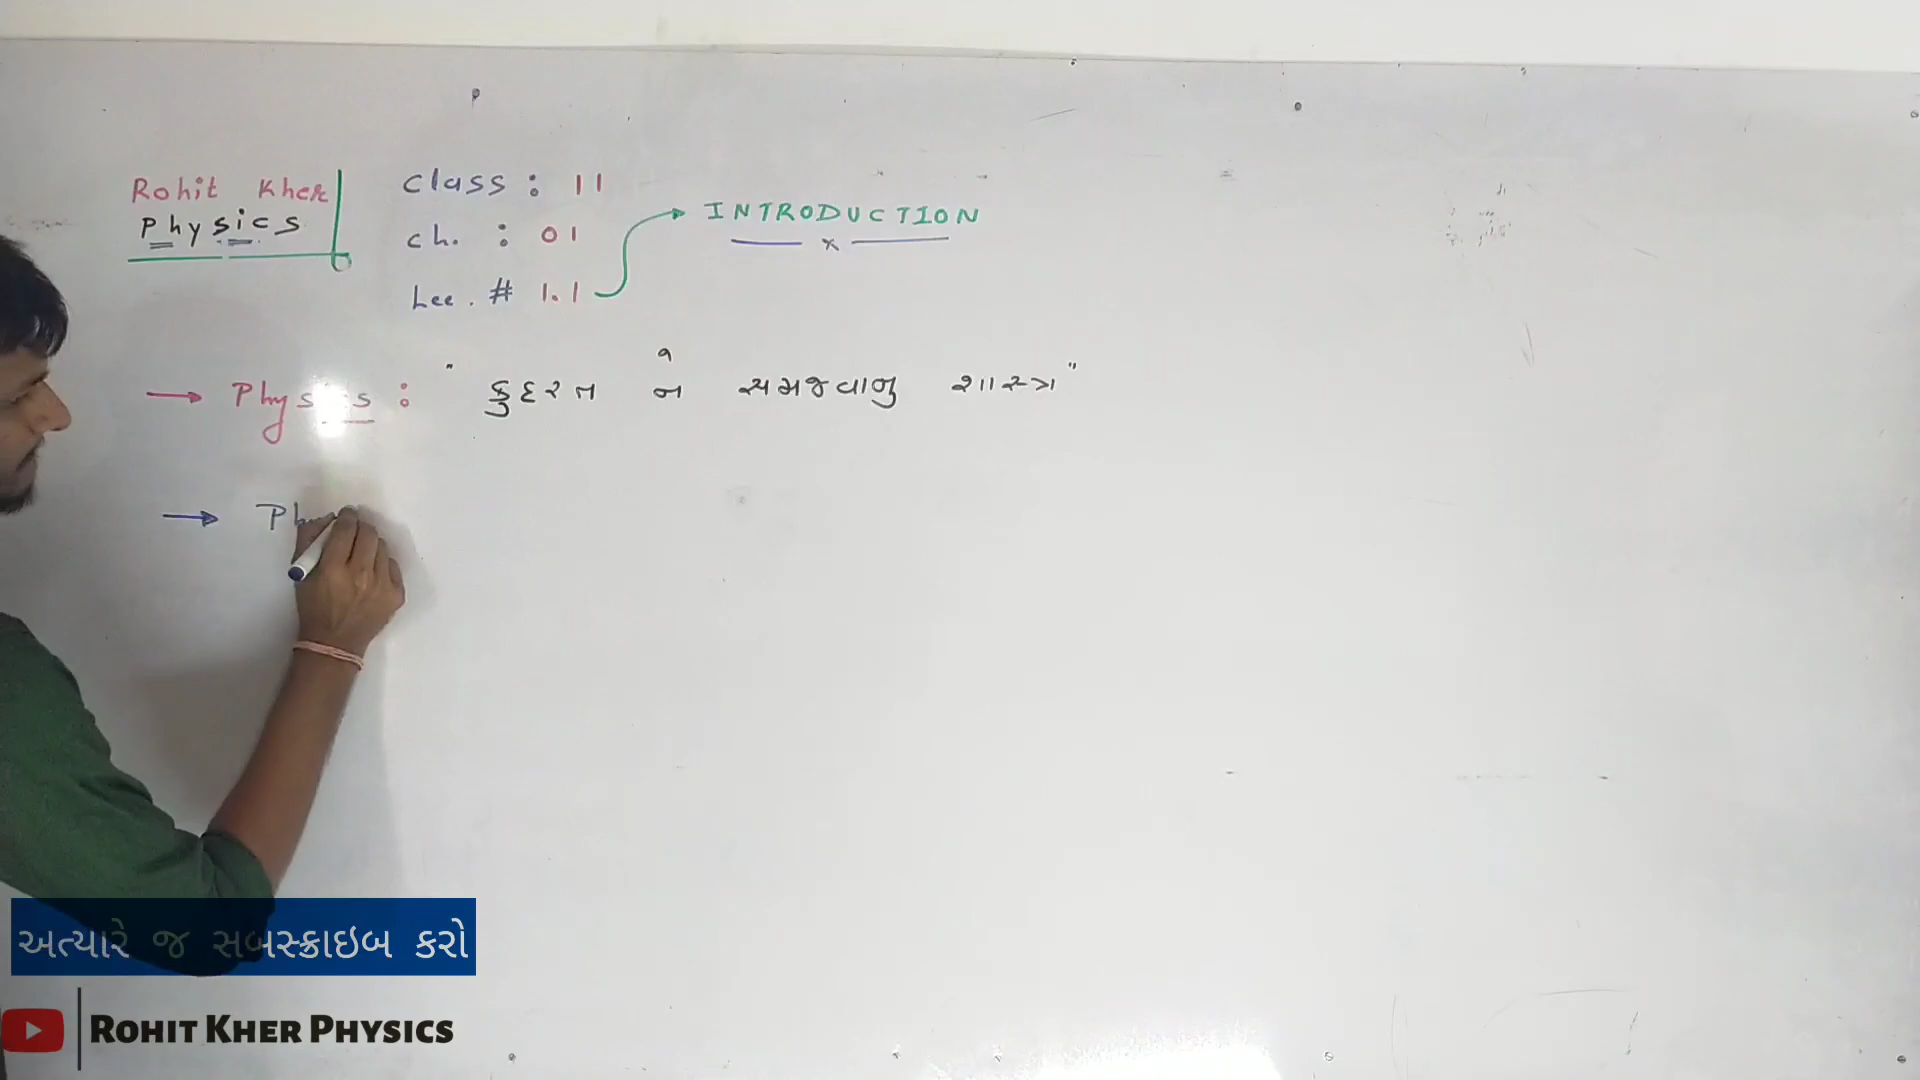 Rohit Kher
Physics
class : 11
ch. : 01
Lec. # 1.1 → INTRODUCTION
→ Physics : " કુદરત ને સમજવાનુ શાસ્ત્ર "
→ Phy
અત્યારે જ સબસ્ક્રાઇબ કરો
ROHIT KHER PHYSICS